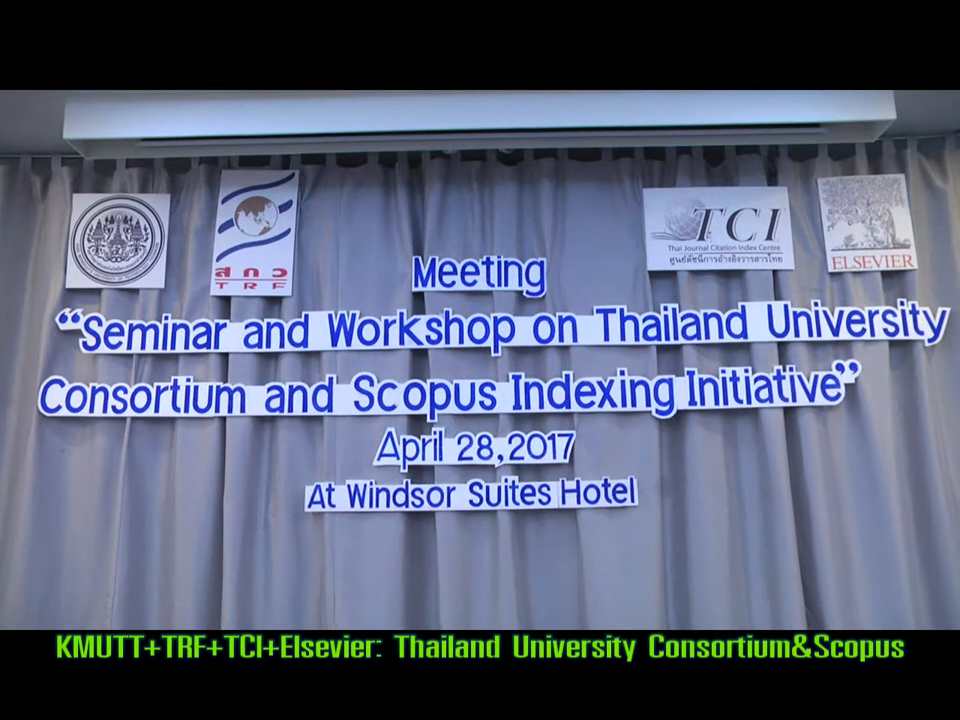 สกว
TRF
TCI
Thai Journal Citation Index Centre
ศูนย์ดัชนีการอ้างอิงวารสารไทย
ELSEVIER
Meeting
“Seminar and Workshop on Thailand University
Consortium and Scopus Indexing Initiative”
April 28,2017
At Windsor Suites Hotel
KMUTT+TRF+TCI+Elsevier: Thailand University Consortium&Scopus